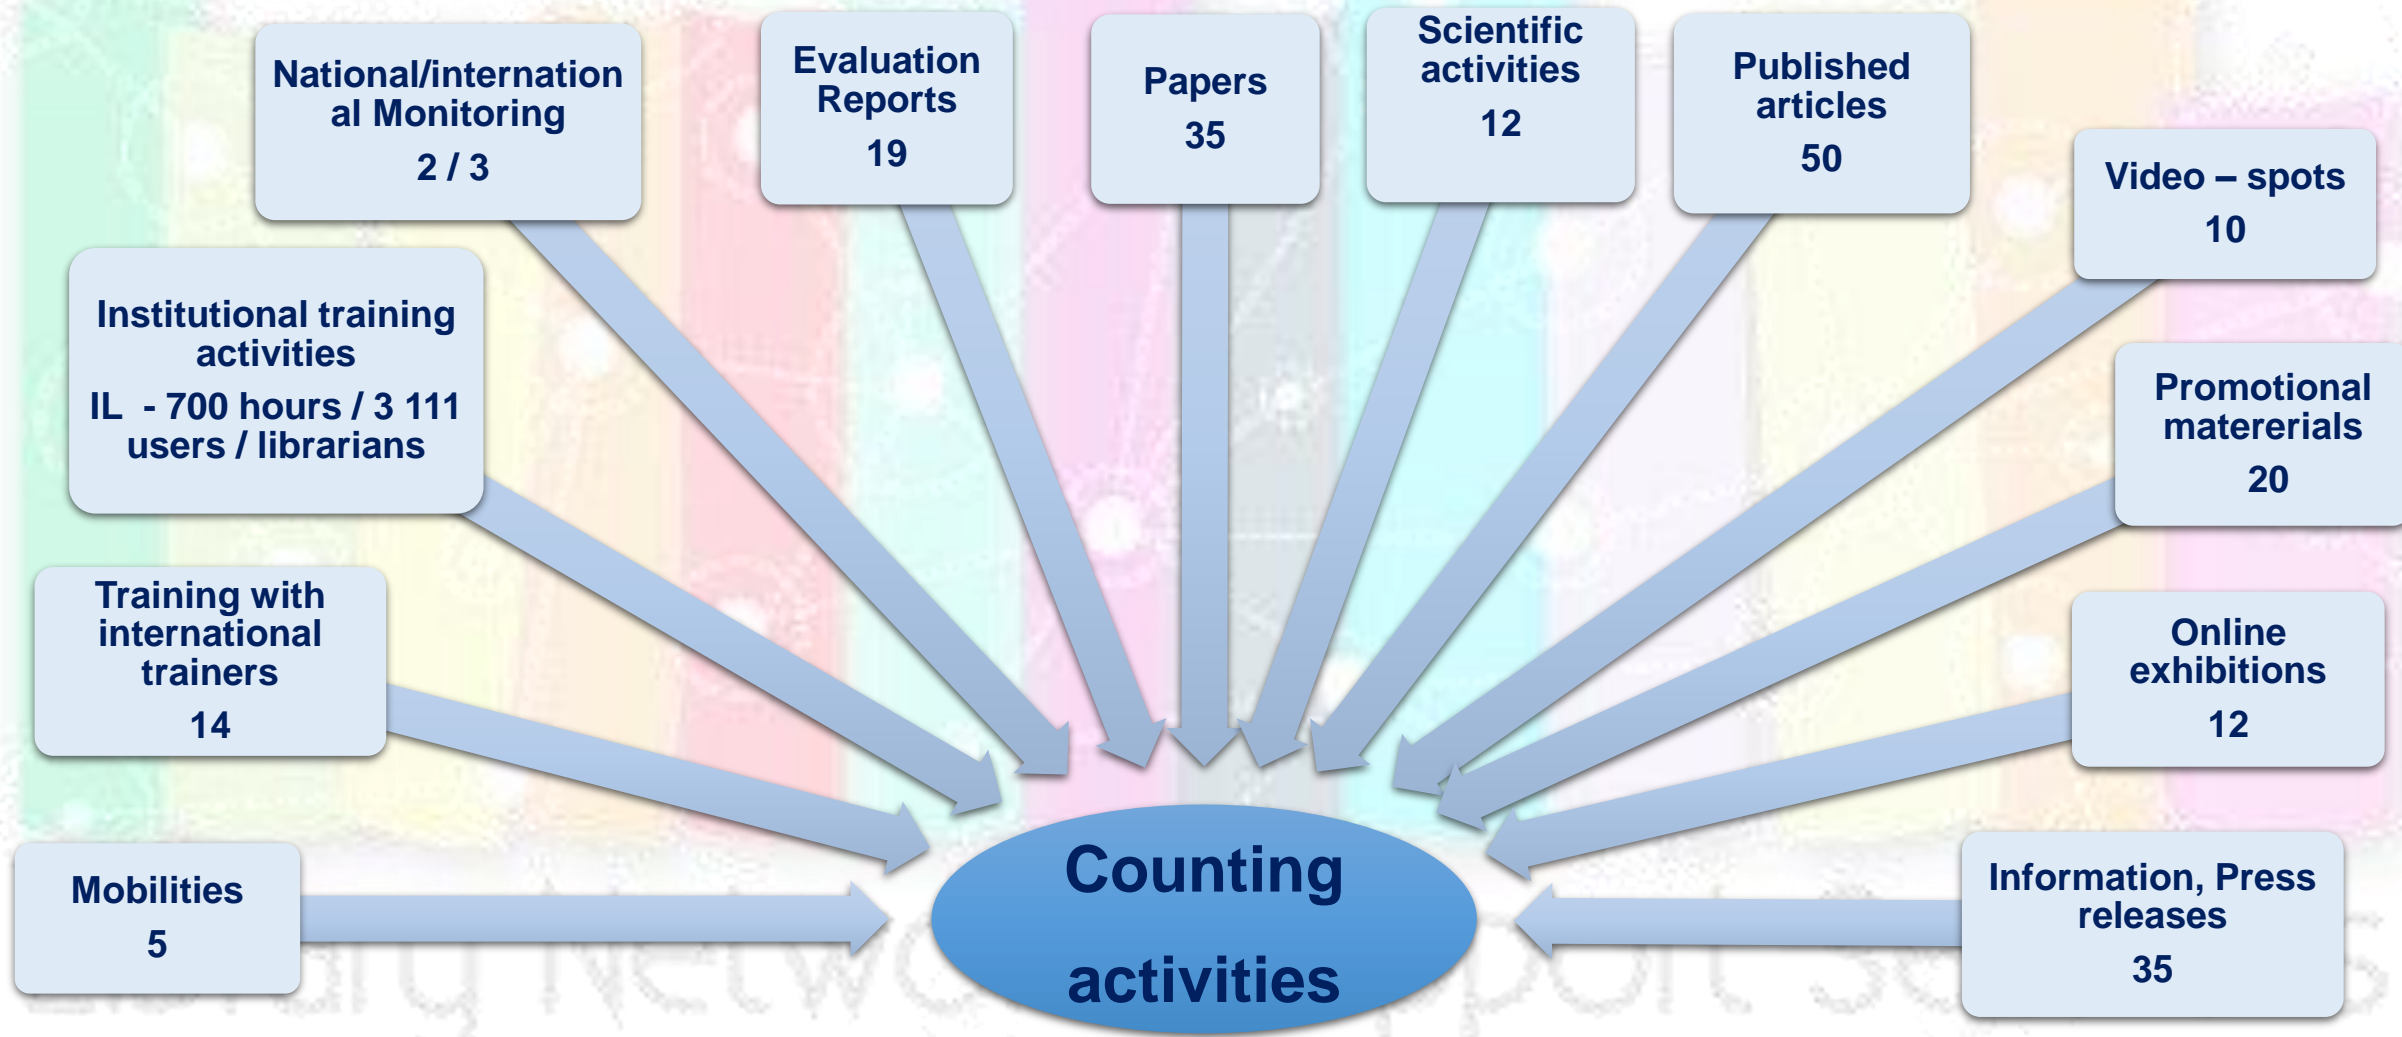 National/internation
al Monitoring
2 / 3
Evaluation
Reports
19
Papers
35
Scientific
activities
12
Published
articles
50
Video – spots
10
Institutional training
activities
IL  - 700 hours / 3 111
users / librarians
Promotional
matererials
20
Training with
international
trainers
14
Online
exhibitions
12
Mobilities
5
Information, Press
releases
35
Counting
activities